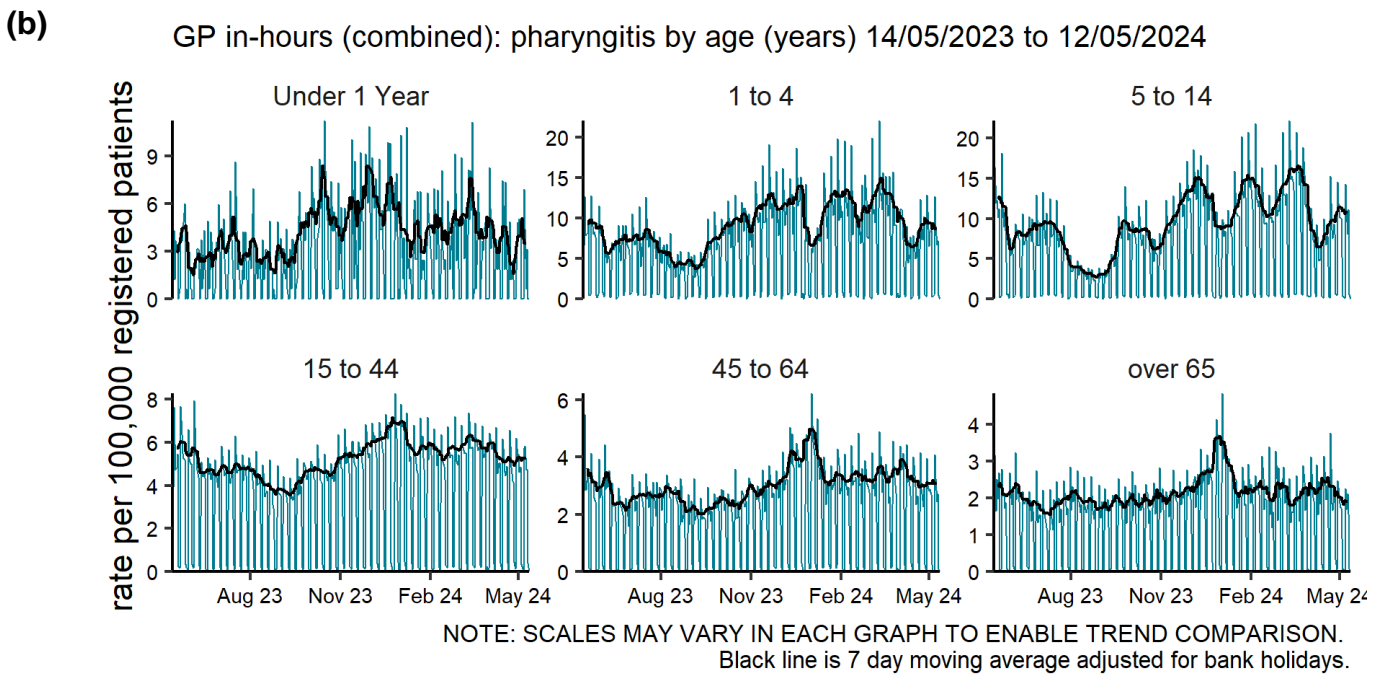 (b)
GP in-hours (combined): pharyngitis by age (years) 14/05/2023 to 12/05/2024
rate per 100,000 registered patients
Under 1 Year
9
6
3
0
1 to 4
20
15
10
5
0
5 to 14
20
15
10
5
0
15 to 44
8
6
4
2
0
Aug 23 Nov 23 Feb 24 May 24
45 to 64
6
4
2
0
Aug 23 Nov 23 Feb 24 May 24
over 65
4
3
2
1
0
Aug 23 Nov 23 Feb 24 May 24
NOTE: SCALES MAY VARY IN EACH GRAPH TO ENABLE TREND COMPARISON.
Black line is 7 day moving average adjusted for bank holidays.